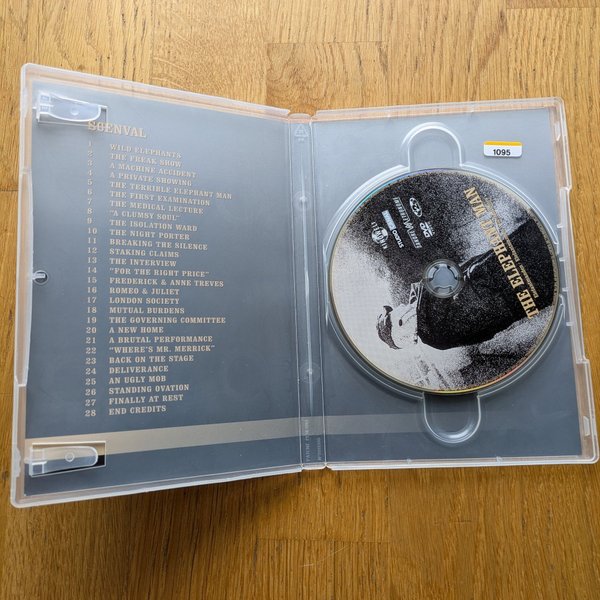 SCENVAL
1 WILD ELEPHANTS
2 THE FREAK SHOW
3 A MACHINE ACCIDENT
4 A PRIVATE SHOWING
5 THE TERRIBLE ELEPHANT MAN
6 THE FIRST EXAMINATION
7 THE MEDICAL LECTURE
8 "A CLUMSY SOUL"
9 THE ISOLATION WARD
10 THE NIGHT PORTER
11 BREAKING THE SILENCE
12 STAKING CLAIMS
13 THE INTERVIEW
14 "FOR THE RIGHT PRICE"
15 FREDERICK & ANNE TREVES
16 ROMEO & JULIET
17 LONDON SOCIETY
18 MUTUAL BURDENS
19 THE GOVERNING COMMITTEE
20 A NEW HOME
21 A BRUTAL PERFORMANCE
22 "WHERE'S MR. MERRICK"
23 BACK ON THE STAGE
24 DELIVERANCE
25 AN UGLY MOB
26 STANDING OVATION
27 FINALLY AT REST
28 END CREDITS
1095
THE ELEPHANT MAN